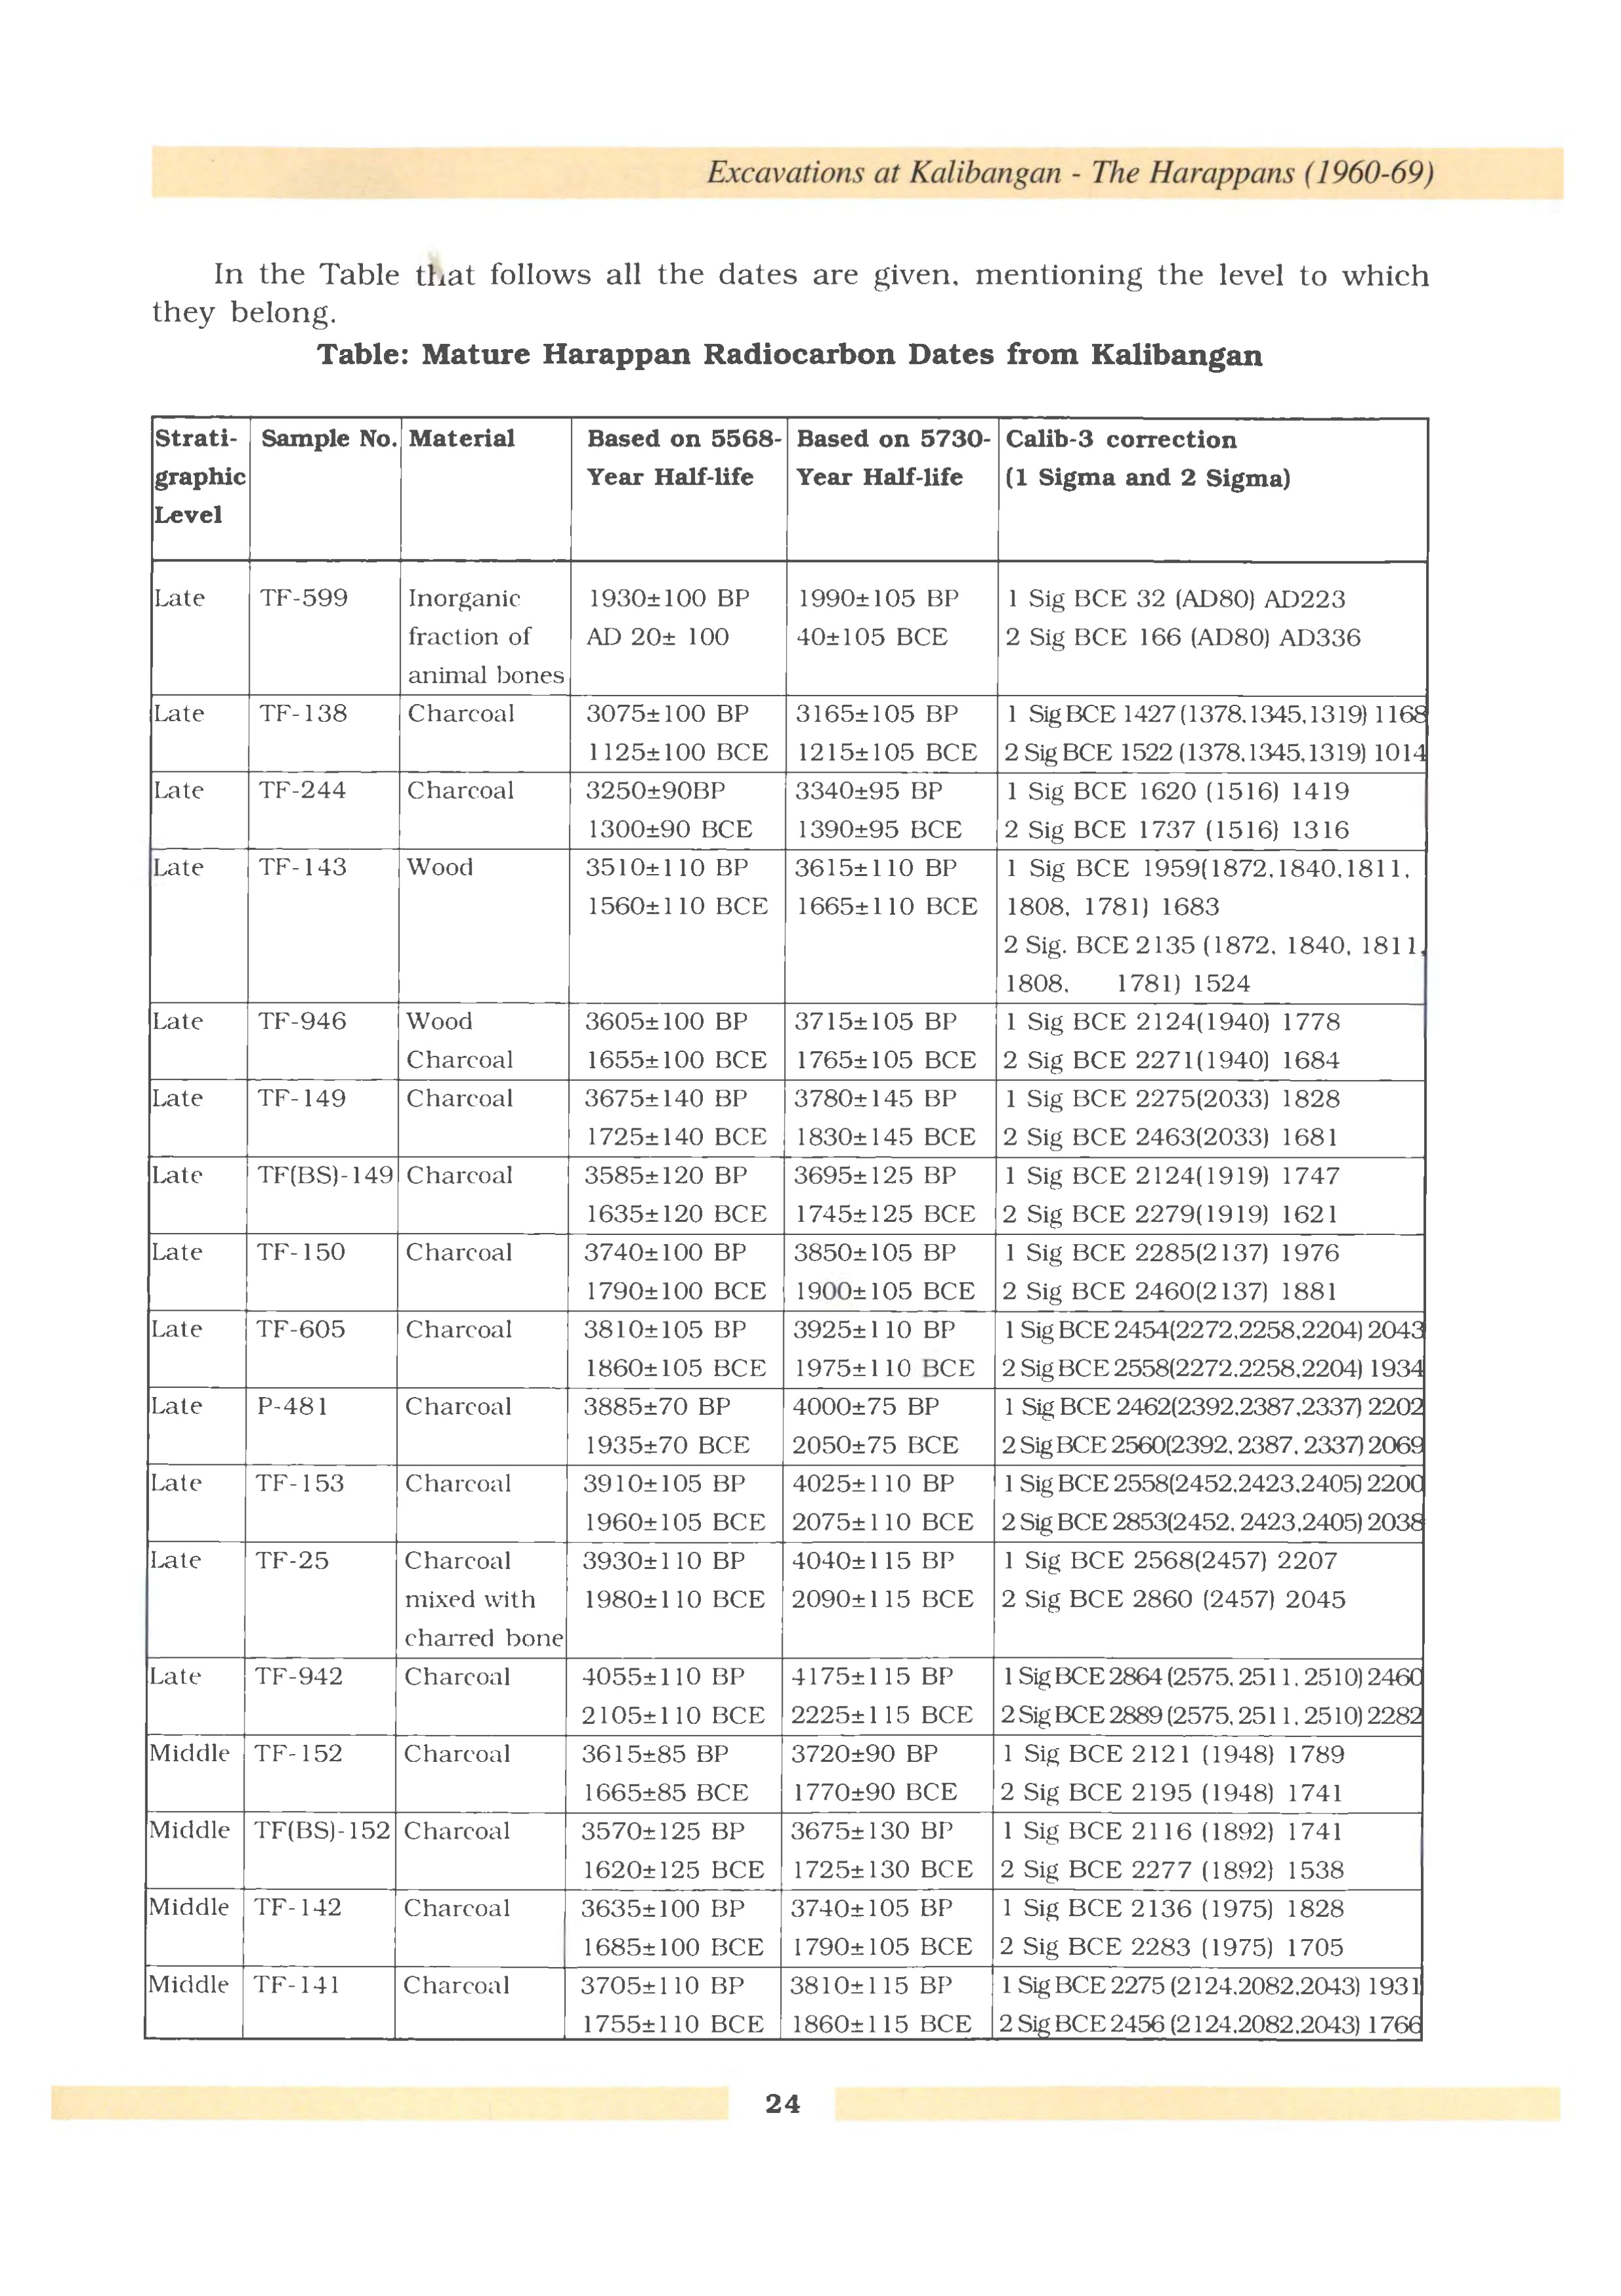 Excavations at Kalibangan - The Harappans (1960-69)
In the Table that follows all the dates are given, mentioning the level to which
they belong.
Table: Mature Harappan Radiocarbon Dates from Kalibangan
Strati- Sample No. Material Based on 5568- Based on 5730- Calib-3 correction
graphic Year Half-life Year Half-life (1 Sigma and 2 Sigma)
Level
Late TF-599 Inorganic 1930±100 BP 1990±105 BP 1 Sig BCE 32 (AD80) AD223
fraction of AD 20± 100 40±105 BCE 2 Sig BCE 166 (AD80) AD336
animal bones
Late TF-138 Charcoal 3075±100 BP 3165±105 BP 1 Sig BCE 1427 (1378,1345,1319) 1168
1125±100 BCE 1215±105 BCE 2 Sig BCE 1522 (1378,1345,1319) 1014
Late TF-244 Charcoal 3250±90BP 3340±95 BP 1 Sig BCE 1620 (1516) 1419
1300±90 BCE 1390±95 BCE 2 Sig BCE 1737 (1516) 1316
Late TF-143 Wood 3510±110 BP 3615±110 BP 1 Sig BCE 1959(1872,1840,1811,
1560±110 BCE 1665±110 BCE 1808, 1781) 1683
2 Sig. BCE 2135 (1872, 1840, 1811,
1808, 1781) 1524
Late TF-946 Wood 3605±100 BP 3715±105 BP 1 Sig BCE 2124(1940) 1778
Charcoal 1655±100 BCE 1765±105 BCE 2 Sig BCE 2271(1940) 1684
Late TF-149 Charcoal 3675±140 BP 3780±145 BP 1 Sig BCE 2275(2033) 1828
1725±140 BCE 1830±145 BCE 2 Sig BCE 2463(2033) 1681
Late TF(BS)-149 Charcoal 3585±120 BP 3695±125 BP 1 Sig BCE 2124(1919) 1747
1635±120 BCE 1745±125 BCE 2 Sig BCE 2279(1919) 1621
Late TF-150 Charcoal 3740±100 BP 3850±105 BP 1 Sig BCE 2285(2137) 1976
1790±100 BCE 1900±105 BCE 2 Sig BCE 2460(2137) 1881
Late TF-605 Charcoal 3810±105 BP 3925±110 BP 1 Sig BCE 2454(2272,2258,2204) 2043
1860±105 BCE 1975±110 BCE 2 Sig BCE 2558(2272,2258,2204) 1934
Late P-481 Charcoal 3885±70 BP 4000±75 BP 1 Sig BCE 2462(2392,2387,2337) 2202
1935±70 BCE 2050±75 BCE 2 Sig BCE 2560(2392, 2387, 2337) 2069
Late TF-153 Charcoal 3910±105 BP 4025±110 BP 1 Sig BCE 2558(2452,2423,2405) 2200
1960±105 BCE 2075±110 BCE 2 Sig BCE 2853(2452, 2423,2405) 2038
Late TF-25 Charcoal 3930±110 BP 4040±115 BP 1 Sig BCE 2568(2457) 2207
mixed with 1980±110 BCE 2090±115 BCE 2 Sig BCE 2860 (2457) 2045
charred bone
Late TF-942 Charcoal 4055±110 BP 4175±115 BP 1 Sig BCE 2864 (2575, 2511, 2510) 2460
2105±110 BCE 2225±115 BCE 2 Sig BCE 2889 (2575, 2511, 2510) 2282
Middle TF-152 Charcoal 3615±85 BP 3720±90 BP 1 Sig BCE 2121 (1948) 1789
1665±85 BCE 1770±90 BCE 2 Sig BCE 2195 (1948) 1741
Middle TF(BS)-152 Charcoal 3570±125 BP 3675±130 BP 1 Sig BCE 2116 (1892) 1741
1620±125 BCE 1725±130 BCE 2 Sig BCE 2277 (1892) 1538
Middle TF-142 Charcoal 3635±100 BP 3740±105 BP 1 Sig BCE 2136 (1975) 1828
1685±100 BCE 1790±105 BCE 2 Sig BCE 2283 (1975) 1705
Middle TF-141 Charcoal 3705±110 BP 3810±115 BP 1 Sig BCE 2275 (2124,2082,2043) 1931
1755±110 BCE 1860±115 BCE 2 Sig BCE 2456 (2124,2082,2043) 1766
24